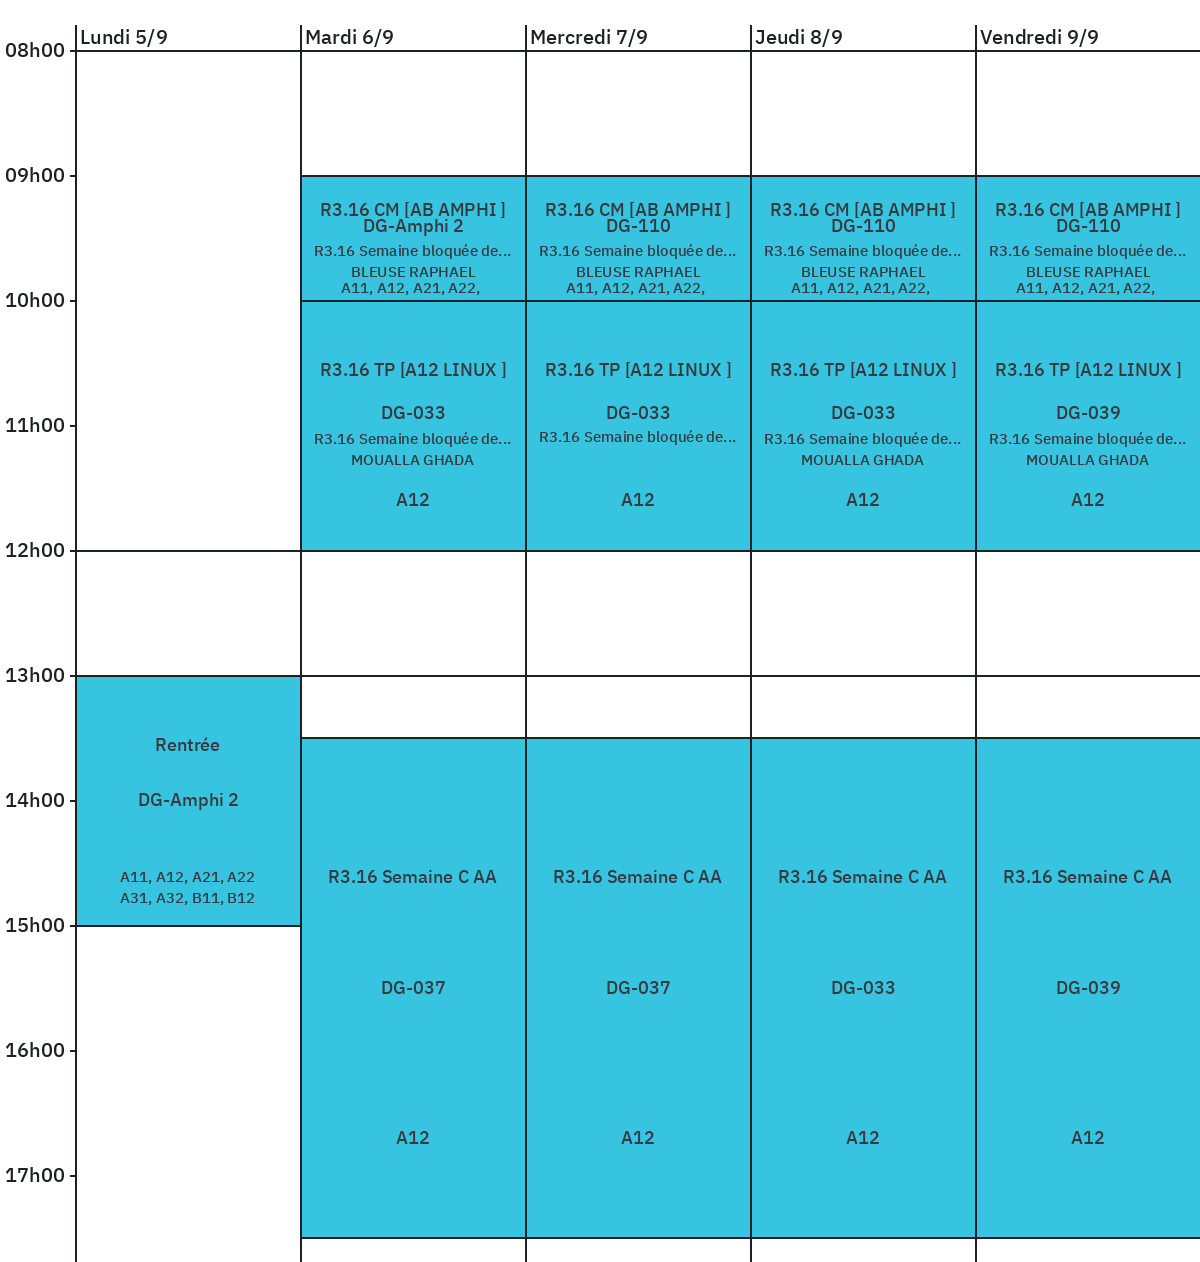 Lundi 5/9
Mardi 6/9
Mercredi 7/9
Jeudi 8/9
Vendredi 9/9
08h00
09h00
10h00
11h00
12h00
13h00
14h00
15h00
16h00
17h00
Rentrée
DG-Amphi 2
A11, A12, A21, A22
A31, A32, B11, B12
R3.16 CM [AB AMPHI ]
DG-Amphi 2
R3.16 Semaine bloquée de...
BLEUSE RAPHAEL
A11, A12, A21, A22,
R3.16 TP [A12 LINUX ]
DG-033
R3.16 Semaine bloquée de...
MOUALLA GHADA
A12
R3.16 Semaine C AA
DG-037
A12
R3.16 CM [AB AMPHI ]
DG-110
R3.16 Semaine bloquée de...
BLEUSE RAPHAEL
A11, A12, A21, A22,
R3.16 TP [A12 LINUX ]
DG-033
R3.16 Semaine bloquée de...
A12
R3.16 Semaine C AA
DG-037
A12
R3.16 CM [AB AMPHI ]
DG-110
R3.16 Semaine bloquée de...
BLEUSE RAPHAEL
A11, A12, A21, A22,
R3.16 TP [A12 LINUX ]
DG-033
R3.16 Semaine bloquée de...
MOUALLA GHADA
A12
R3.16 Semaine C AA
DG-033
A12
R3.16 CM [AB AMPHI ]
DG-110
R3.16 Semaine bloquée de...
BLEUSE RAPHAEL
A11, A12, A21, A22,
R3.16 TP [A12 LINUX ]
DG-039
R3.16 Semaine bloquée de...
MOUALLA GHADA
A12
R3.16 Semaine C AA
DG-039
A12